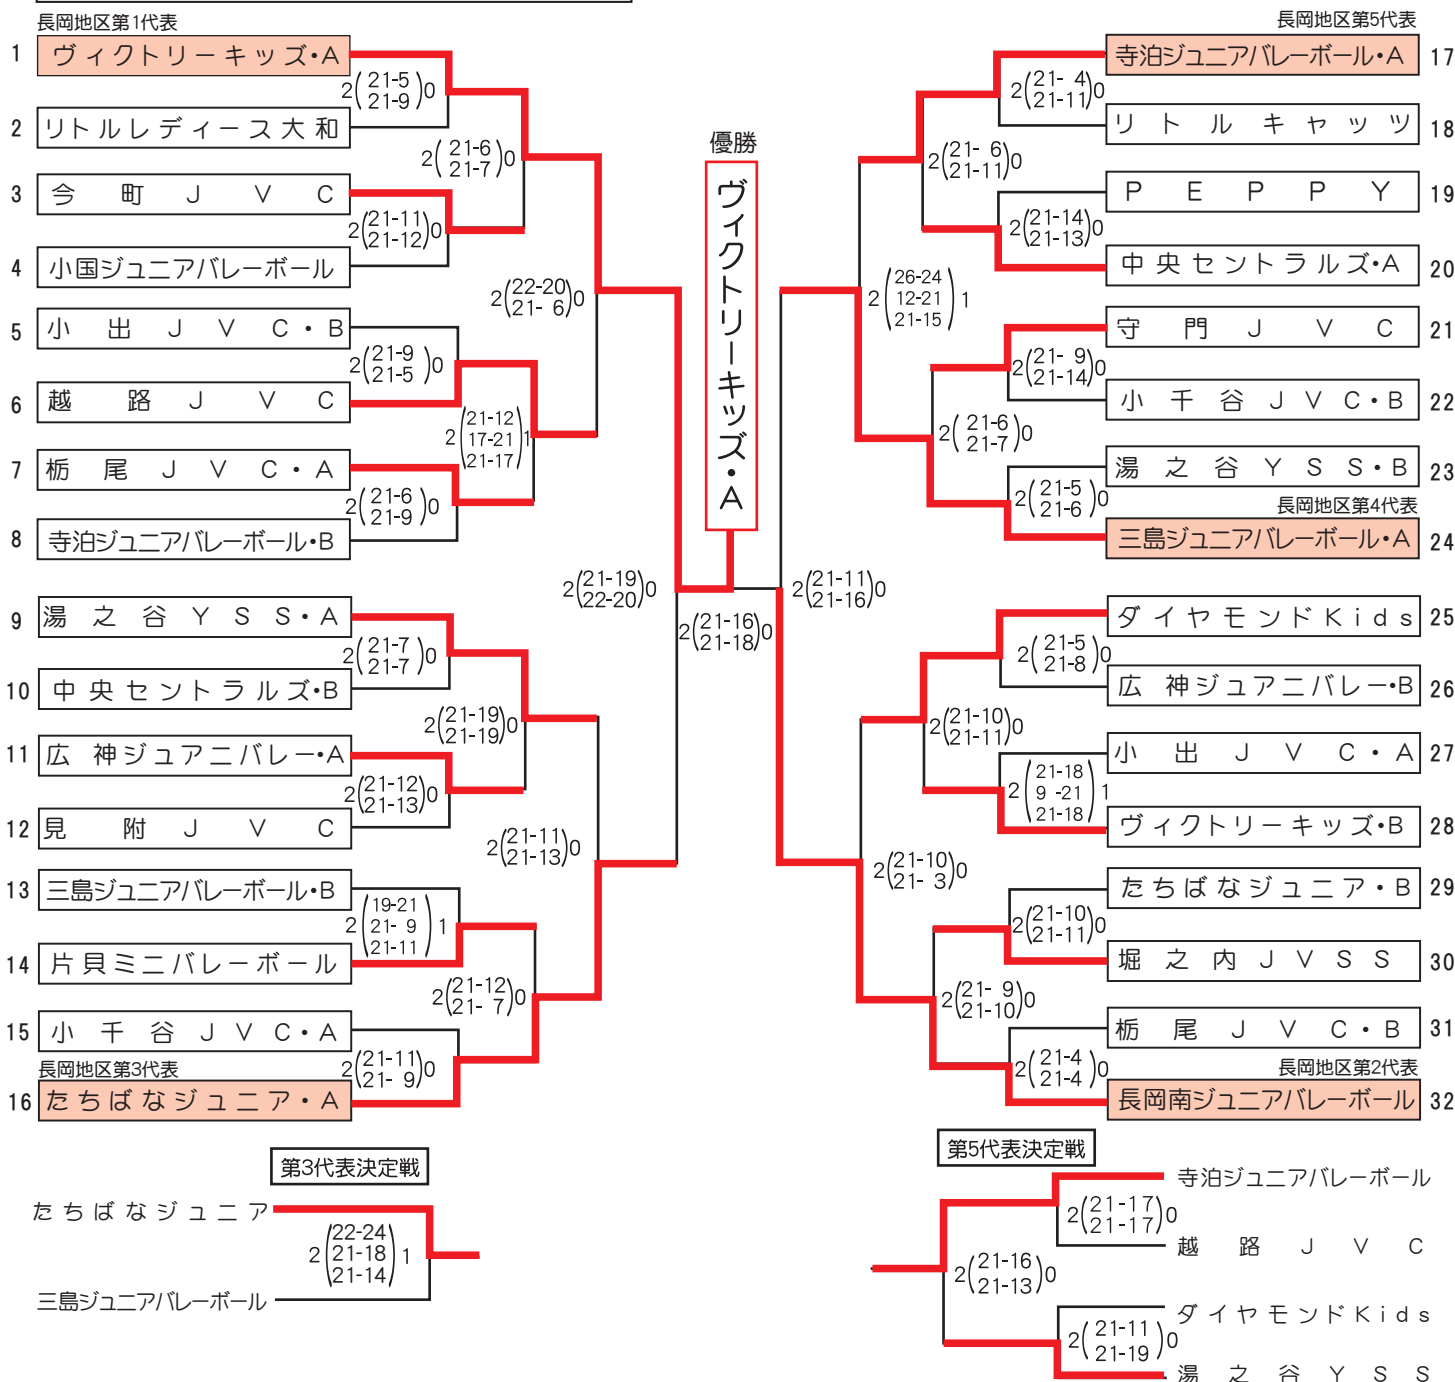 長岡地区第1代表
1 ヴィクトリーキッズ・A
2(21-5 21-9)0
2 リトルレディース大和
2(21-6 21-7)0
3 今町JVC
2(21-11 21-12)0
4 小国ジュニアバレーボール
2(22-20 21-6)0
5 小出JVC・B
2(21-9 21-5)0
6 越路JVC
2(21-12 17-21 21-17)1
7 栃尾JVC・A
2(21-6 21-9)0
8 寺泊ジュニアバレーボール・B
2(21-19 22-20)0
9 湯之谷YSS・A
2(21-7 21-7)0
10 中央セントラルズ・B
2(21-19 21-19)0
11 広神ジュアニバレー・A
2(21-12 21-13)0
12 見附JVC
2(21-11 21-13)0
13 三島ジュニアバレーボール・B
2(19-21 21-9 21-11)1
14 片貝ミニバレーボール
2(21-12 21-7)0
15 小千谷JVC・A
2(21-11 21-9)0
長岡地区第3代表
16 たちばなジュニア・A
優勝
ヴィクトリーキッズ・A
2(21-16 21-18)0
長岡地区第5代表
寺泊ジュニアバレーボール・A 17
2(21-4 21-11)0
リトルキャッツ 18
2(21-6 21-11)0
PEPPY 19
2(21-14 21-13)0
中央セントラルズ・A 20
2(26-24 12-21 21-15)1
守門JVC 21
2(21-9 21-14)0
小千谷JVC・B 22
2(21-6 21-7)0
湯之谷YSS・B 23
2(21-5 21-6)0
長岡地区第4代表
三島ジュニアバレーボール・A 24
2(21-11 21-16)0
ダイヤモンドKids 25
2(21-5 21-8)0
広神ジュアニバレー・B 26
2(21-10 21-11)0
小出JVC・A 27
2(21-18 9-21 21-18)1
ヴィクトリーキッズ・B 28
2(21-10 21-3)0
たちばなジュニア・B 29
2(21-10 21-11)0
堀之内JVSS 30
2(21-9 21-10)0
栃尾JVC・B 31
2(21-4 21-4)0
長岡地区第2代表
長岡南ジュニアバレーボール 32
第3代表決定戦
たちばなジュニア
2(22-24 21-18 21-14)1
三島ジュニアバレーボール
第5代表決定戦
寺泊ジュニアバレーボール
2(21-17 21-17)0
越路JVC
2(21-16 21-13)0
ダイヤモンドKids
2(21-11 21-19)0
湯之谷YSS